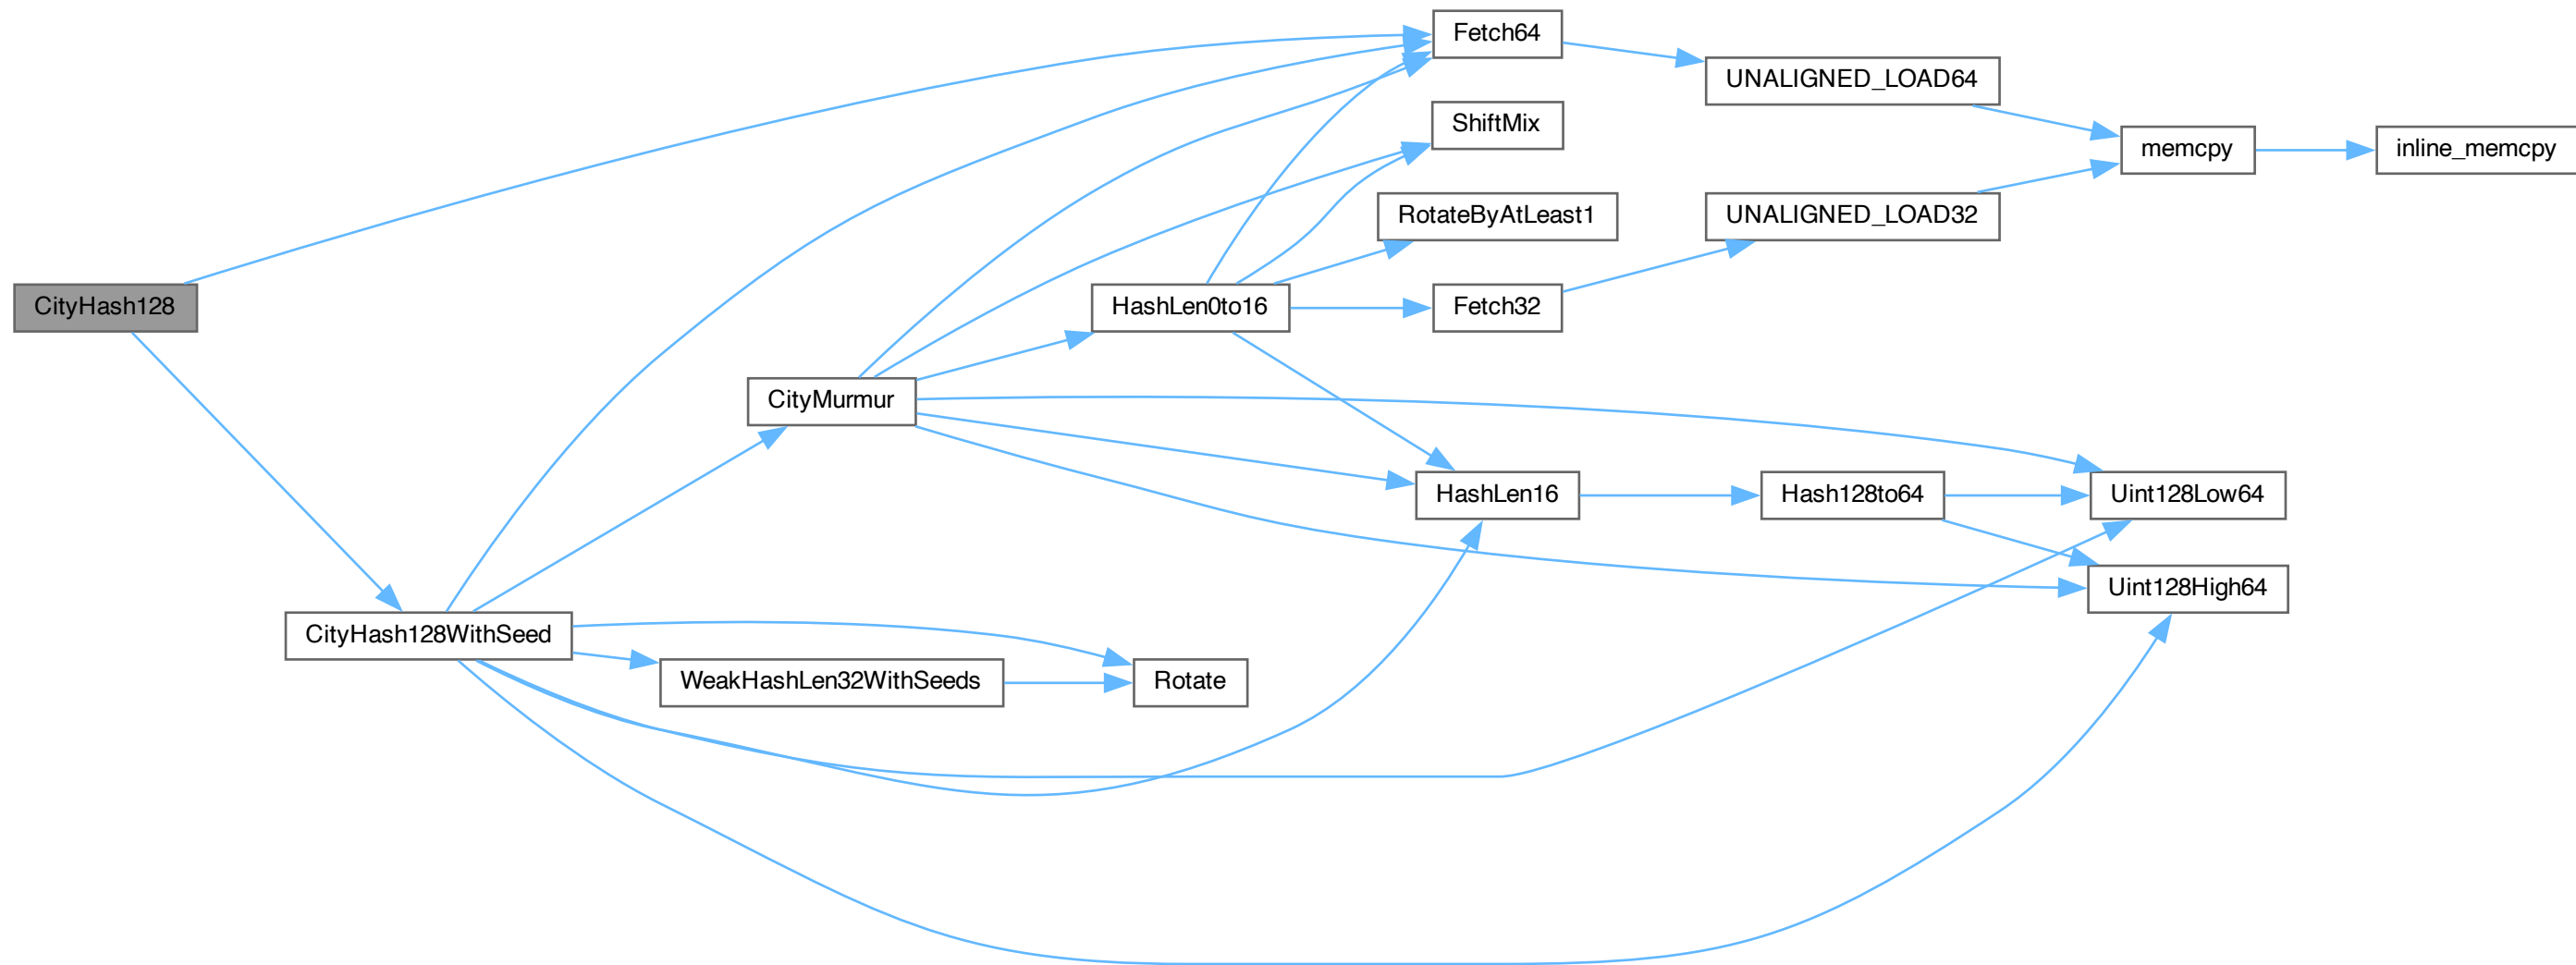 Fetch64
UNALIGNED_LOAD64
ShiftMix
memcpy
inline_memcpy
RotateByAtLeast1
UNALIGNED_LOAD32
CityHash128
HashLen0to16
Fetch32
CityMurmur
HashLen16
Hash128to64
Uint128Low64
Uint128High64
CityHash128WithSeed
WeakHashLen32WithSeeds
Rotate